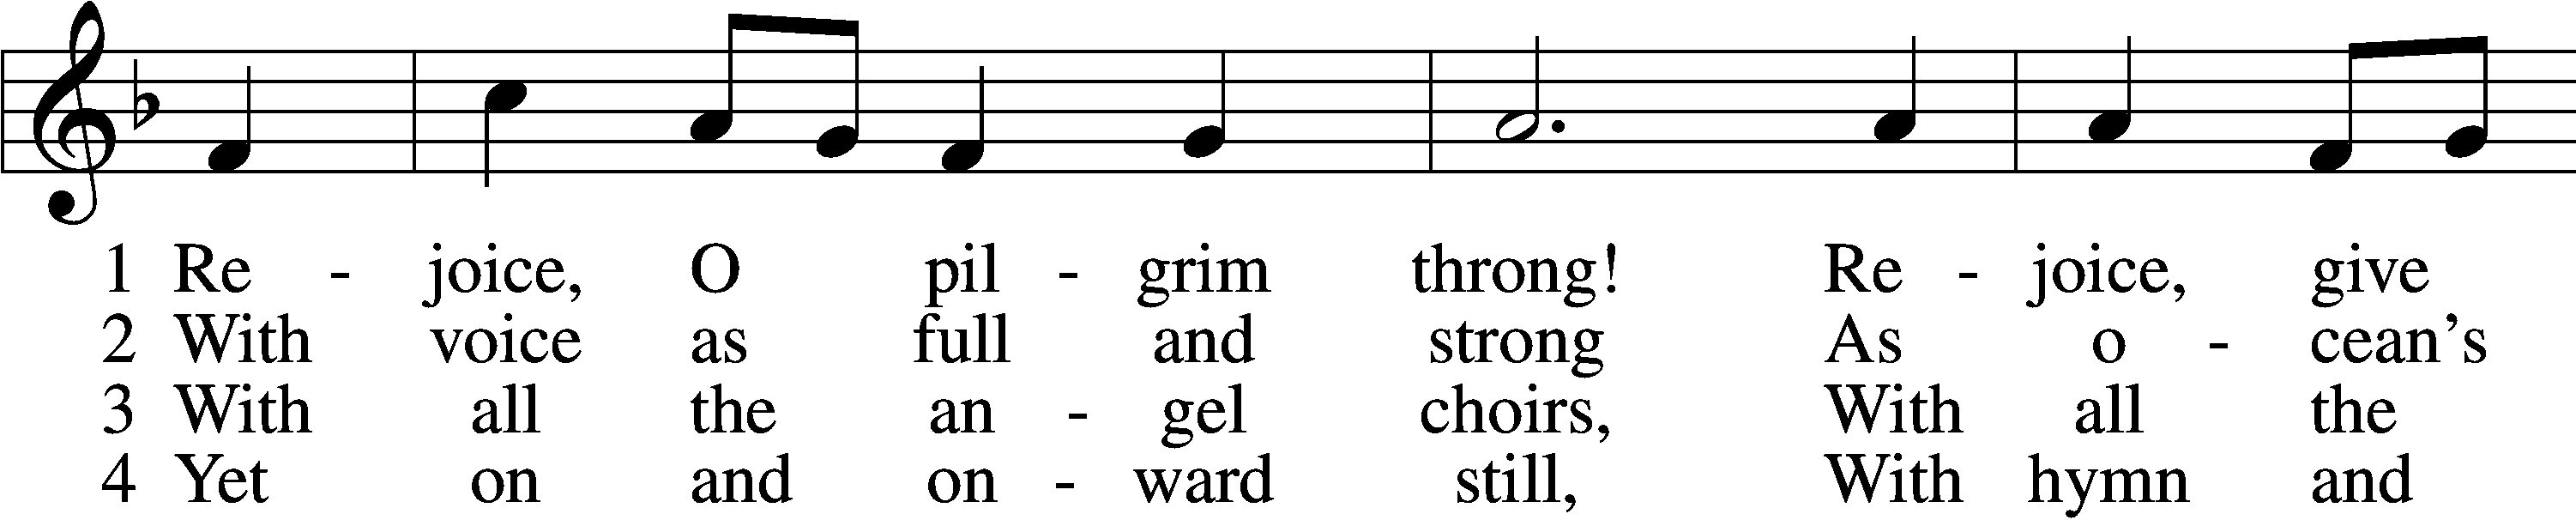 1 Re - joice, O pil - grim throng! Re - joice, give
2 With voice as full and strong As o - cean's
3 With all the an - gel choirs, With all the
4 Yet on and on - ward still, With hymn and